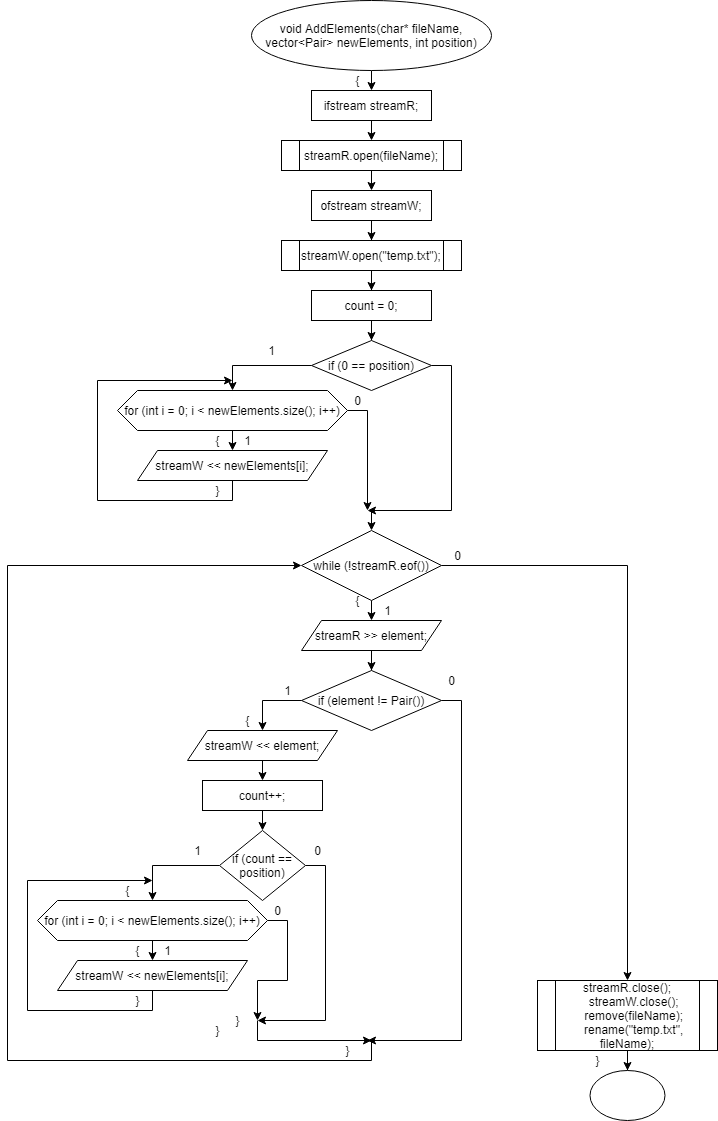 void AddElements(char* fileName,
vector<Pair> newElements, int position)
{
ifstream streamR;
streamR.open(fileName);
ofstream streamW;
streamW.open("temp.txt");
count = 0;
if (0 == position)
1
for (int i = 0; i < newElements.size(); i++)
0
{ 1
streamW << newElements[i];
}
while (!streamR.eof())
0
{
1
streamR >> element;
if (element != Pair())
0
1
{
streamW << element;
count++;
if (count ==
position)
1
0
{
for (int i = 0; i < newElements.size(); i++)
0
{ 1
streamW << newElements[i];
}
}
}
}
streamR.close();
streamW.close();
remove(fileName);
rename("temp.txt",
fileName);
}